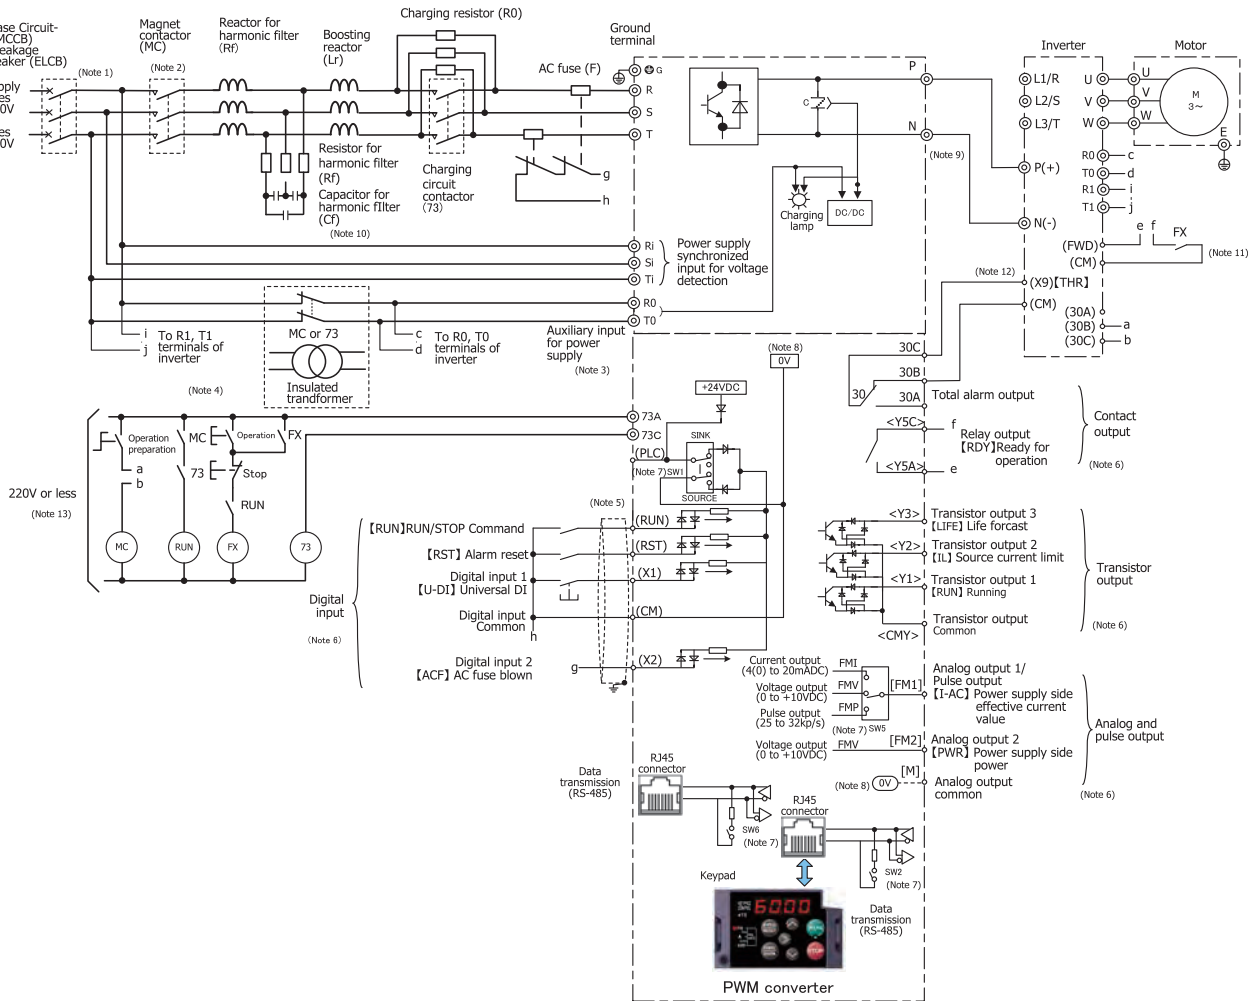 ase Circuit-
MCCB)
eakage
eaker (ELCB)
(Note 1)
pply
es
0V
es
0V
Magnet
contactor
(MC)
(Note 2)
Reactor for
harmonic filter
(Rf)
Boosting
reactor
(Lr)
Charging resistor (R0)
Resistor for
harmonic filter
(Rf)
Capacitor for
harmonic fIlter
(Cf)
(Note 10)
Charging
circuit
contactor
(73)
AC fuse (F)
g
h
Ground
terminal
G
R
S
T
Ri
Si
Ti
Power supply
synchronized
input for voltage
detection
R0
T0
Auxiliary input
for power
supply
(Note 3)
i
j
To R1, T1
terminals of
inverter
MC or 73
Insulated
trandformer
c
d
To R0, T0
terminals of
inverter
(Note 4)
C
Charging
lamp
DC/DC
P
N
(Note 9)
Inverter
L1/R
L2/S
L3/T
P(+)
N(-)
U
V
W
R0
c
T0
d
R1
i
T1
j
Motor
U
V
W
M
3～
E
(FWD)
(CM)
e
f
FX
(Note 11)
(Note 12)
(X9)【THR】
(CM)
(30A)
(30B)
(30C)
a
b
220V or less
(Note 13)
Operation
preparation
a
b
MC
MC
73
RUN
Operation
FX
Stop
RUN
FX
73
73A
73C
(PLC)
(Note 7)
SW1
+24VDC
SINK
SOURCE
(Note 8)
0V
30C
30B
30
30A
Total alarm output
<Y5C>
f
Relay output
【RDY】Ready for
operation
<Y5A>
e
Contact
output
(Note 6)
(Note 5)
Digital
input
(Note 6)
【RUN】RUN/STOP Command
(RUN)
【RST】Alarm reset
(RST)
Digital input 1
【U-DI】Universal DI
(X1)
Digital input
Common
h
(CM)
Digital input 2
【ACF】AC fuse blown
g
(X2)
<Y3>
Transistor output 3
【LIFE】Life forcast
<Y2>
Transistor output 2
【IL】Source current limit
<Y1>
Transistor output 1
【RUN】Running
Transistor output
Common
<CMY>
Transistor
output
(Note 6)
Current output
(4(0) to 20mADC)
FMI
Voltage output
(0 to +10VDC)
FMV
Pulse output
(25 to 32kp/s)
FMP
(Note 7)
SW5
[FM1]
Analog output 1/
Pulse output
【I-AC】Power supply side
effective current
value
Voltage output
(0 to +10VDC)
FMV
[FM2]
Analog output 2
【PWR】Power supply side
power
[M]
(Note 8)
0V
Analog output
common
Analog and
pulse output
(Note 6)
Data
transmission
(RS-485)
RJ45
connector
SW6
(Note 7)
RJ45
connector
SW2
(Note 7)
Data
transmission
(RS-485)
Keypad
6000
RUN
STOP
PWM converter